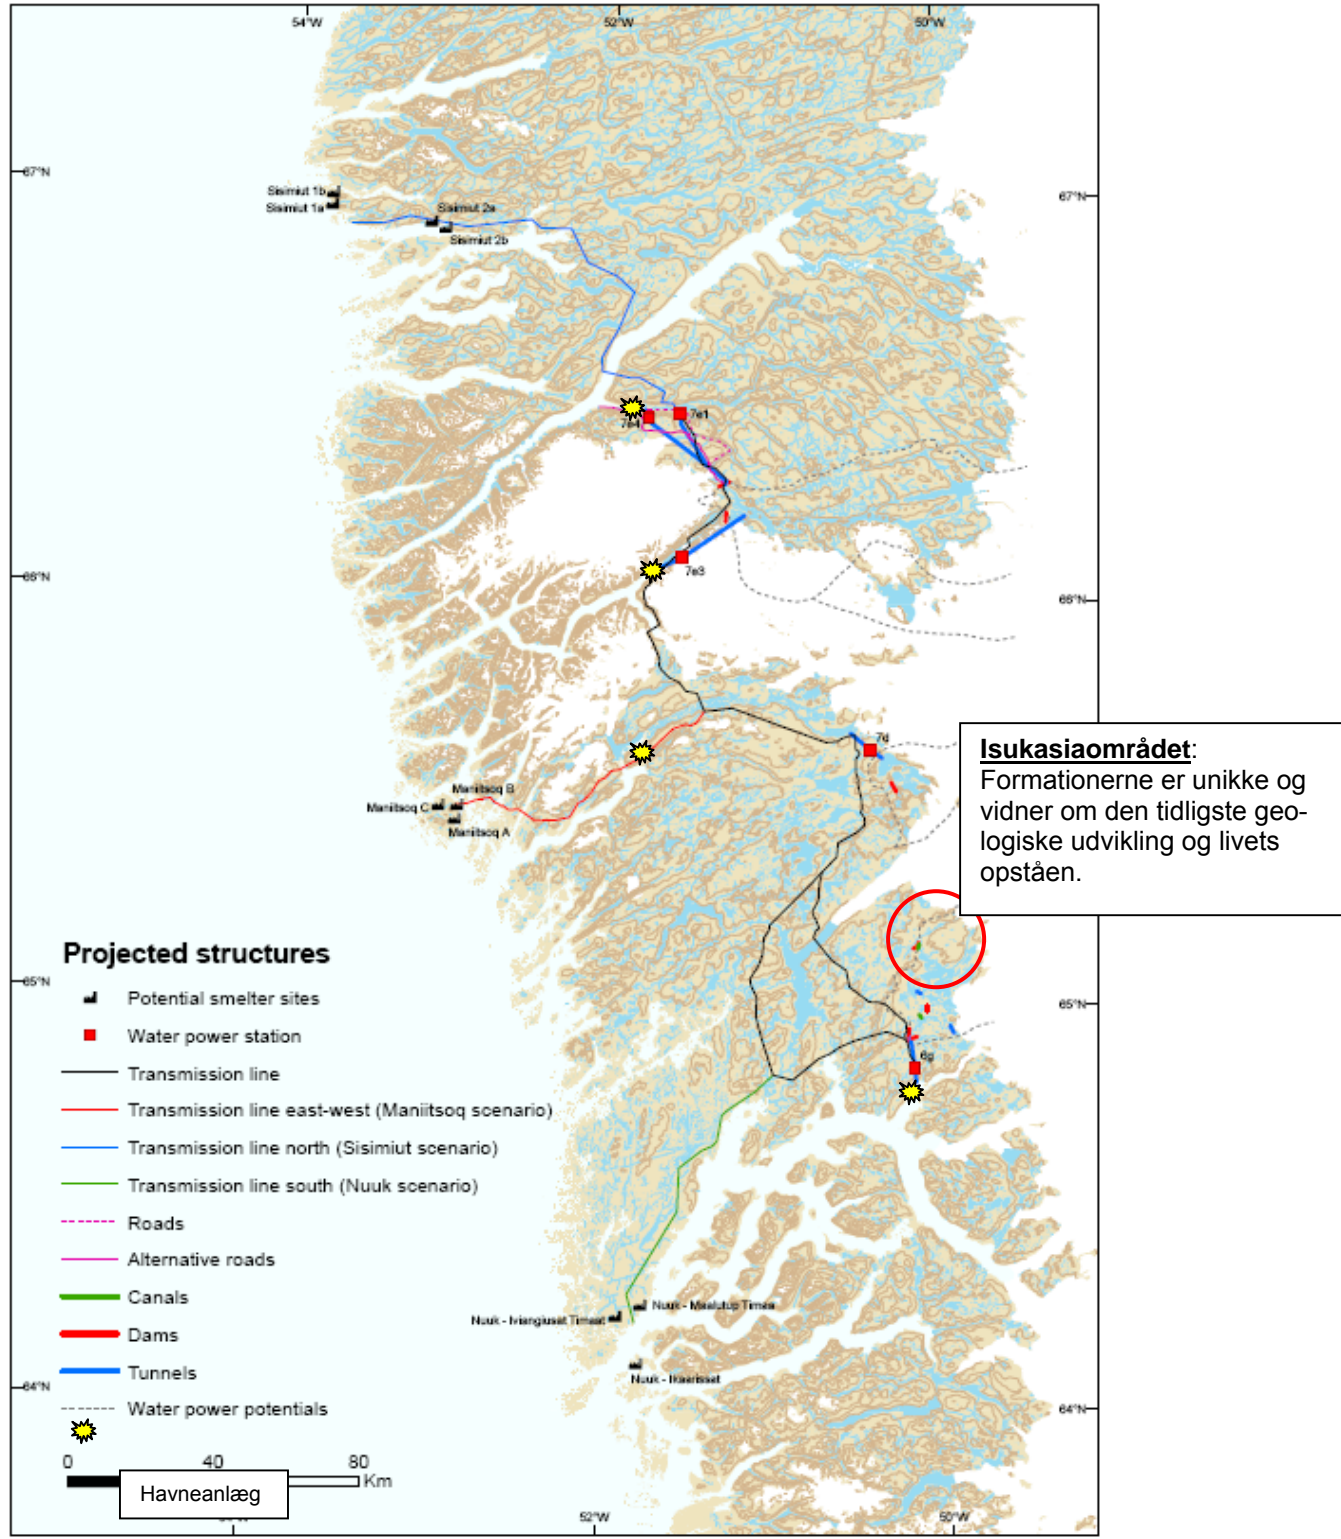 54°W
52°W
50°W
67°N
67°N
Sisimiut 1b
Sisimiut 1a
Sisimiut 2a
Sisimiut 2b
7e1
7e4
7e3
66°N
66°N
7d
Isukasiaområdet:
Formationerne er unikke og
vidner om den tidligste geo-
logiske udvikling og livets
opståen.
Maniitsoq B
Maniitsoq C
Maniitsoq A
65°N
65°N
6g
Projected structures
Potential smelter sites
Water power station
Transmission line
Transmission line east-west (Maniitsoq scenario)
Transmission line north (Sisimiut scenario)
Transmission line south (Nuuk scenario)
Roads
Alternative roads
Canals
Dams
Tunnels
Water power potentials
Nuuk - Maalutup Timaa
Nuuk - Iviangiusat Timaat
Nuuk - Ikaarissat
64°N
64°N
0
40
80
Km
Havneanlæg
52°W
50°W